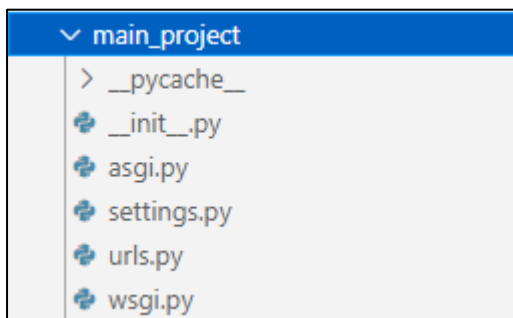 main_project
__pycache__
__init__.py
asgi.py
settings.py
urls.py
wsgi.py